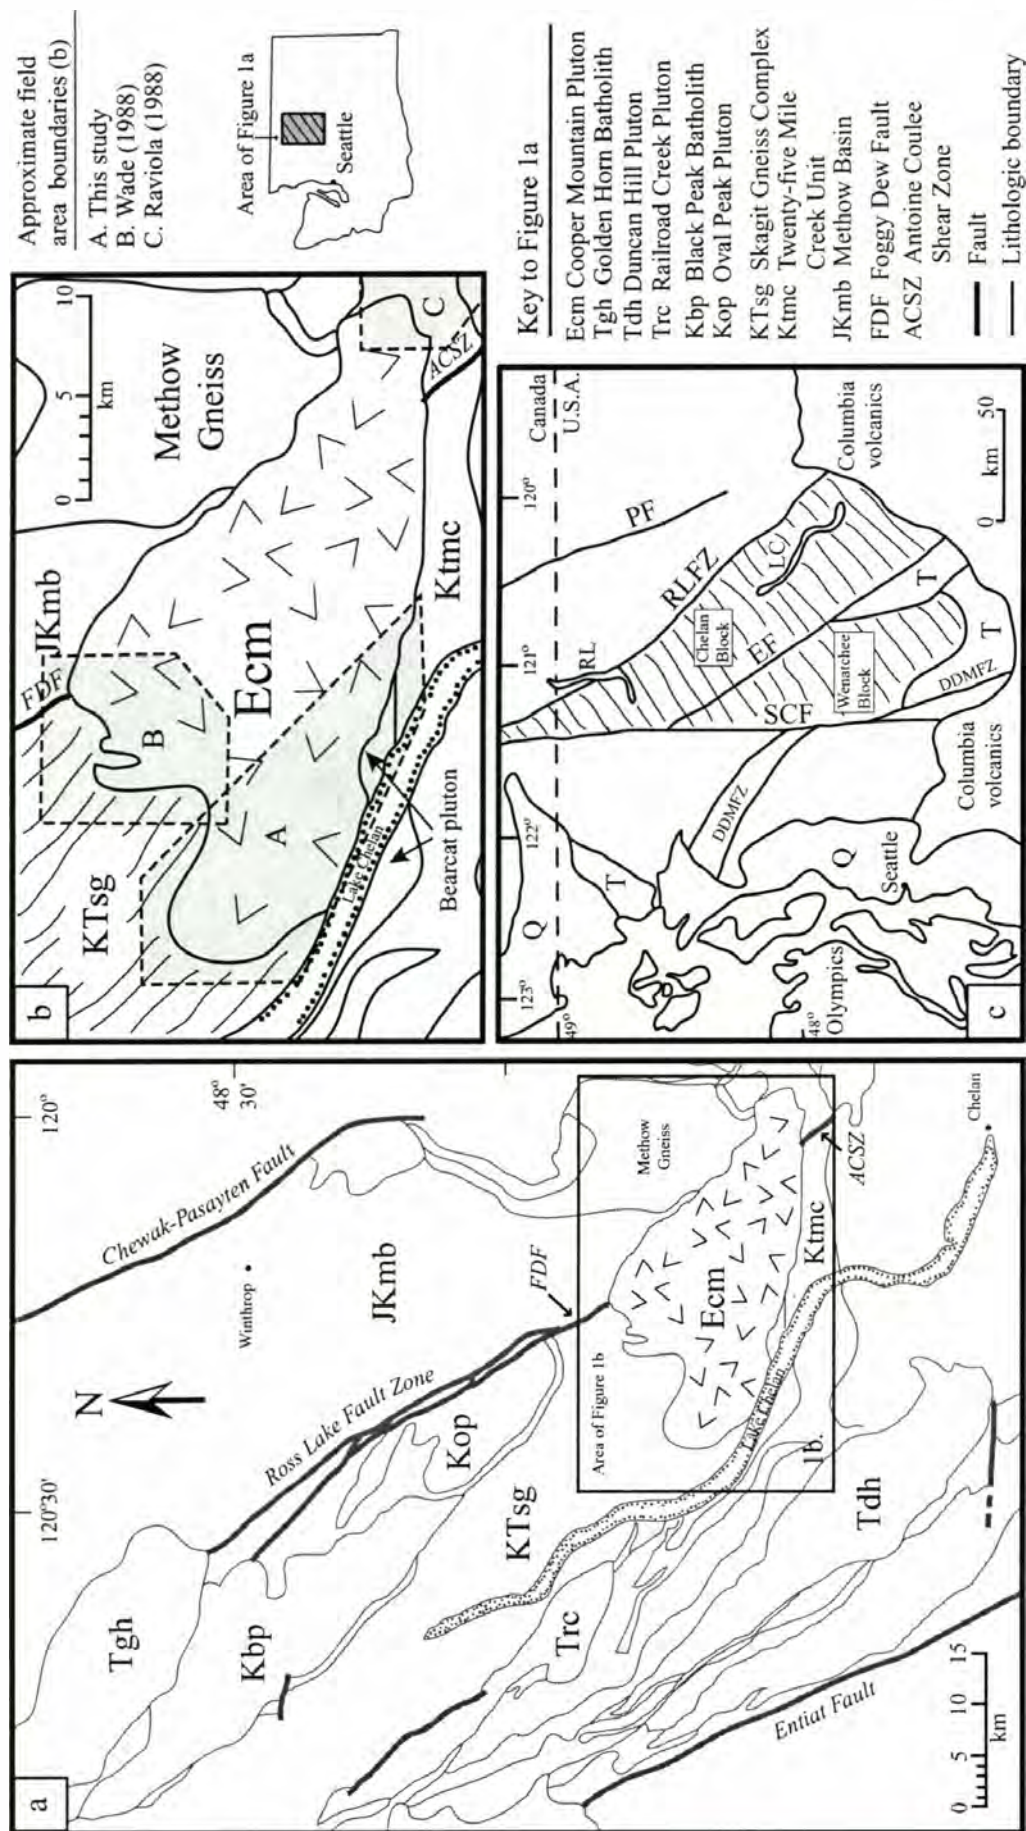 a
120°30'
120°
48°
30'
N
Tgh
Kbp
Ross Lake Fault Zone
Chewak-Pasayten Fault
Winthrop
JKmb
Kop
KTsg
FDF
Trc
Area of Figure 1b
Methow
Gneiss
Ecm
Lake Chelan
Ktmc
ACSZ
1b.
Tdh
Chelan
Entiat Fault
0 5 10 15
km
b
KTsg
FDF
JKmb
0 5 10
km
B
Methow
Gneiss
A
Ecm
Lake Chelan
Bearcat pluton
Ktmc
C
ACSZ
c
123°
122°
121°
120°
49°
Canada
U.S.A.
Q
T
RL
PF
RLFZ
Chelan
Block
SCF
EF
LC
DDMFZ
Wenatchee
Block
T
48°
Olympics
Q
Seattle
DDMFZ
T
Columbia
volcanics
Columbia
volcanics
0 50
km
Approximate field
area boundaries (b)
A. This study
B. Wade (1988)
C. Raviola (1988)
Area of Figure 1a
Seattle
Key to Figure 1a
Ecm Cooper Mountain Pluton
Tgh Golden Horn Batholith
Tdh Duncan Hill Pluton
Trc Railroad Creek Pluton
Kbp Black Peak Batholith
Kop Oval Peak Pluton
KTsg Skagit Gneiss Complex
Ktmc Twenty-five Mile
Creek Unit
JKmb Methow Basin
FDF Foggy Dew Fault
ACSZ Antoine Coulee
Shear Zone
Fault
Lithologic boundary